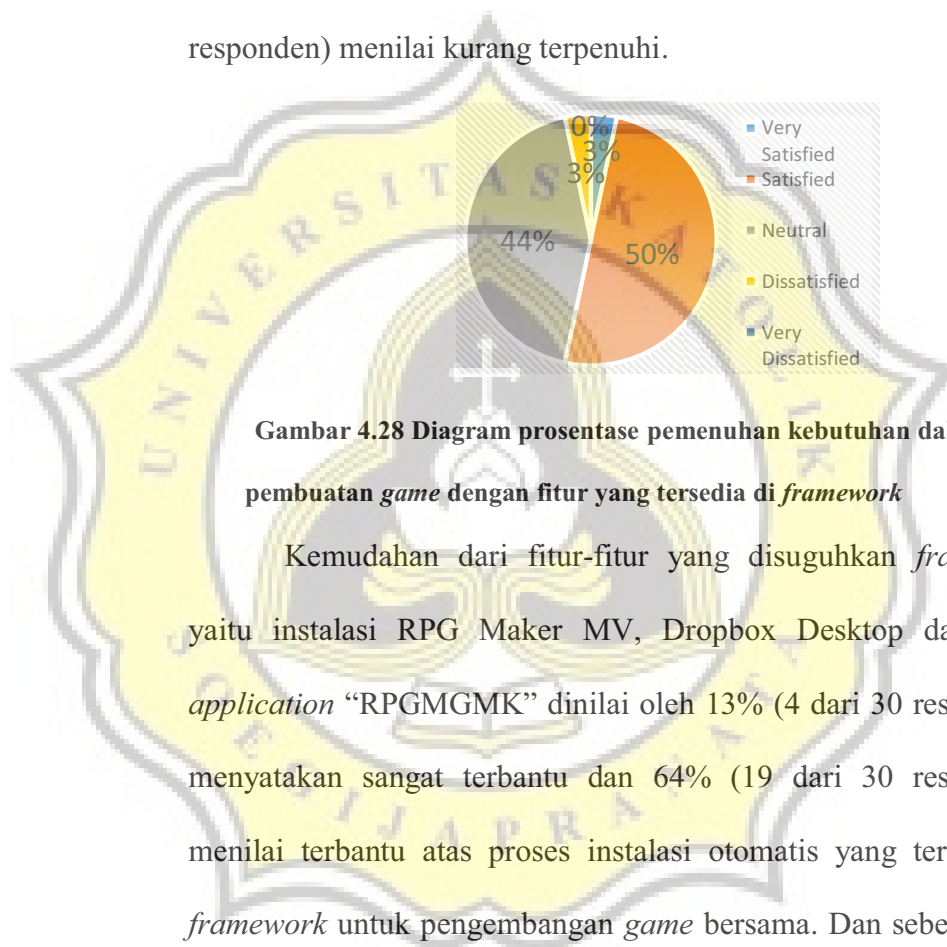 responden) menilai kurang terpenuhi.
0%
3%
3%
44%
50%
Very
Satisfied
Satisfied
Neutral
Dissatisfied
Very
Dissatisfied
UNIVERSITAS KATOLIK
SOEGIJAPRANATA
Gambar 4.28 Diagram prosentase pemenuhan kebutuhan dal
pembuatan game dengan fitur yang tersedia di framework
Kemudahan dari fitur-fitur yang disuguhkan fra
yaitu instalasi RPG Maker MV, Dropbox Desktop da
application “RPGMGMK” dinilai oleh 13% (4 dari 30 res
menyatakan sangat terbantu dan 64% (19 dari 30 res
menilai terbantu atas proses instalasi otomatis yang ter
framework untuk pengembangan game bersama. Dan sebe